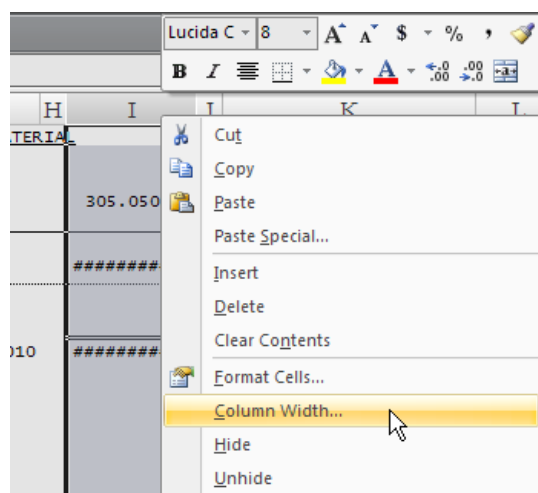 Lucida C 8 A A $ % ,
B I A .00 .00 a
H I J K L
TERIAL
305.050
########
010 ########
Cut
Copy
Paste
Paste Special...
Insert
Delete
Clear Contents
Format Cells...
Column Width...
Hide
Unhide